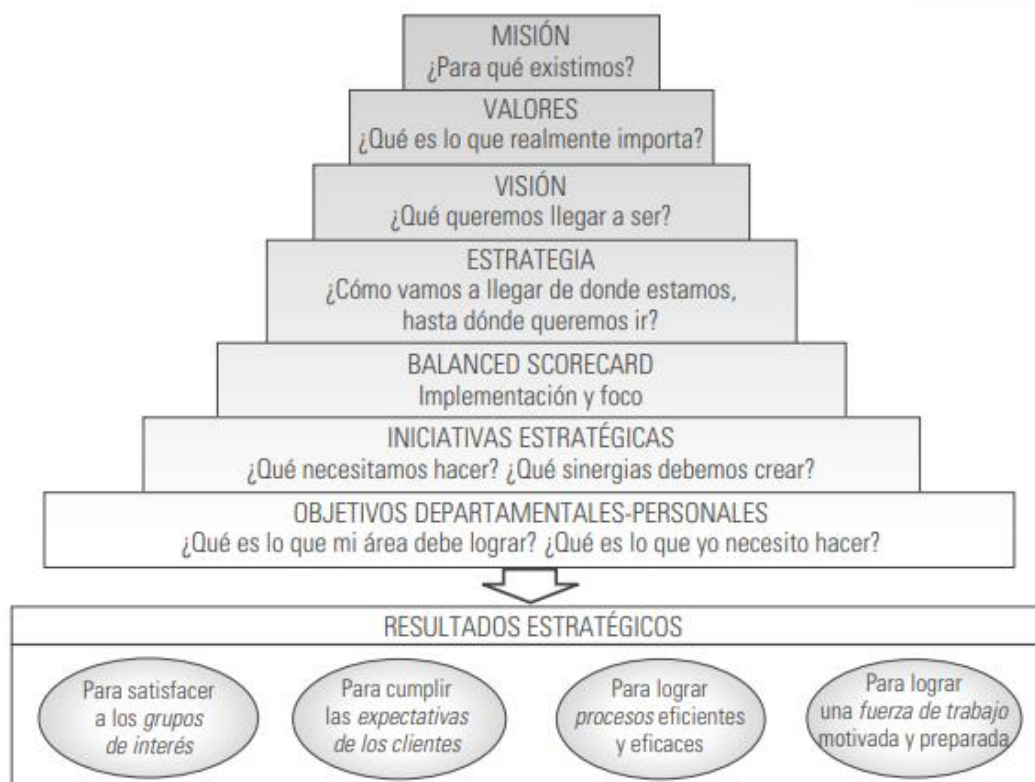 MISIÓN
¿Para qué existimos?
VALORES
¿Qué es lo que realmente importa?
VISIÓN
¿Qué queremos llegar a ser?
ESTRATEGIA
¿Cómo vamos a llegar de donde estamos,
hasta dónde queremos ir?
BALANCED SCORECARD
Implementación y foco
INICIATIVAS ESTRATÉGICAS
¿Qué necesitamos hacer? ¿Qué sinergias debemos crear?
OBJETIVOS DEPARTAMENTALES-PERSONALES
¿Qué es lo que mi área debe lograr? ¿Qué es lo que yo necesito hacer?
RESULTADOS ESTRATÉGICOS
Para satisfacer
a los grupos
de interés
Para cumplir
las expectativas
de los clientes
Para lograr
procesos eficientes
y eficaces
Para lograr
una fuerza de trabajo
motivada y preparada